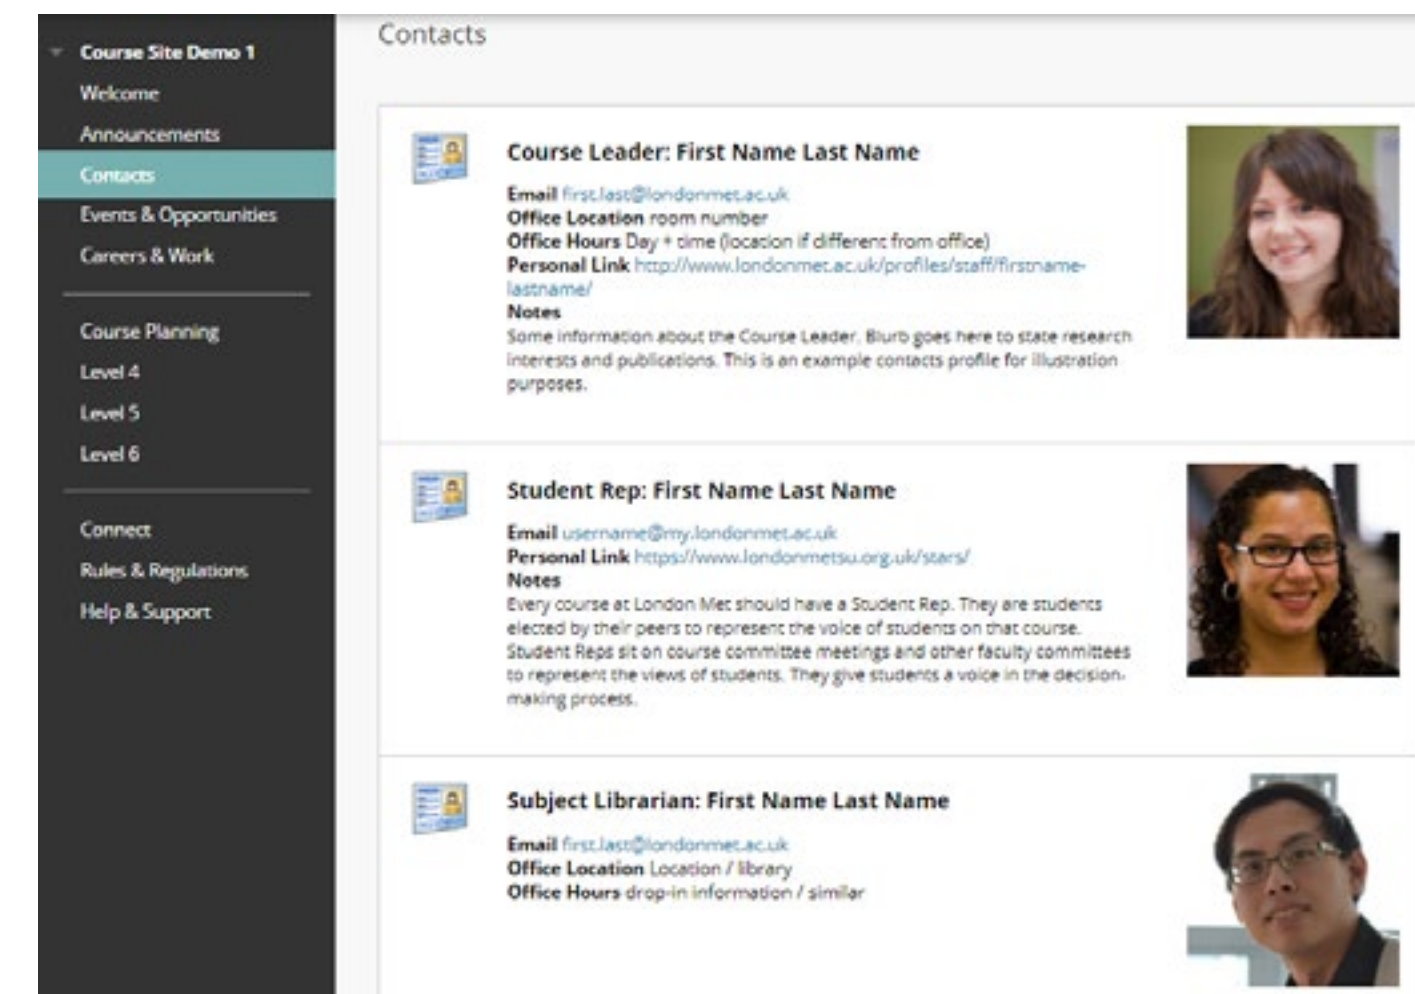 Course Site Demo 1
Welcome
Announcements
Contacts
Events & Opportunities
Careers & Work
Course Planning
Level 4
Level 5
Level 6
Connect
Rules & Regulations
Help & Support
Contacts
Course Leader: First Name Last Name
Email first.last@londonmet.ac.uk
Office Location room number
Office Hours Day + time (location if different from office)
Personal Link http://www.londonmet.ac.uk/profiles/staff/firstname-
lastname/
Notes
Some information about the Course Leader. Blurb goes here to state research
interests and publications. This is an example contacts profile for illustration
purposes.
Student Rep: First Name Last Name
Email username@my.londonmet.ac.uk
Personal Link https://www.londonmetsu.org.uk/stars/
Notes
Every course at London Met should have a Student Rep. They are students
elected by their peers to represent the voice of students on that course.
Student Reps sit on course committee meetings and other faculty committees
to represent the views of students. They give students a voice in the decision-
making process.
Subject Librarian: First Name Last Name
Email first.last@londonmet.ac.uk
Office Location Location / library
Office Hours drop-in information / similar